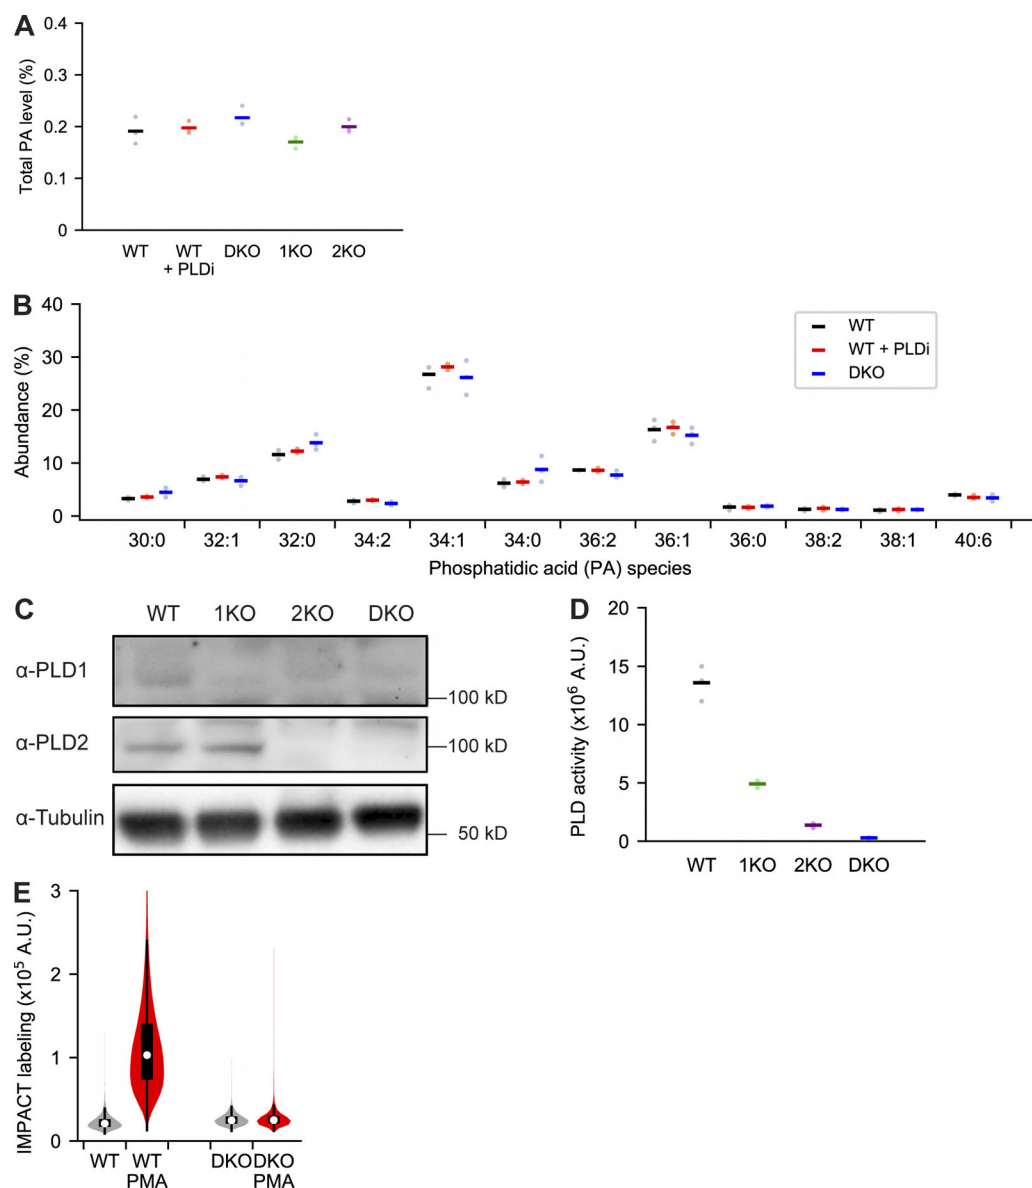 A
Total PA level (%)
0.4
0.3
0.2
0.1
0
WT
WT
+ PLDi
DKO
1KO
2KO
B
Abundance (%)
40
30
20
10
0
WT
WT + PLDi
DKO
30:0
32:1
32:0
34:2
34:1
34:0
36:2
36:1
36:0
38:2
38:1
40:6
Phosphatidic acid (PA) species
C
WT
1KO
2KO
DKO
α-PLD1
100 kD
α-PLD2
100 kD
α-Tubulin
50 kD
D
PLD activity (x10⁶ A.U.)
20
15
10
5
0
WT
1KO
2KO
DKO
E
IMPACT labeling (x10⁵ A.U.)
3
2
1
0
WT
WT
PMA
DKO
DKO
PMA